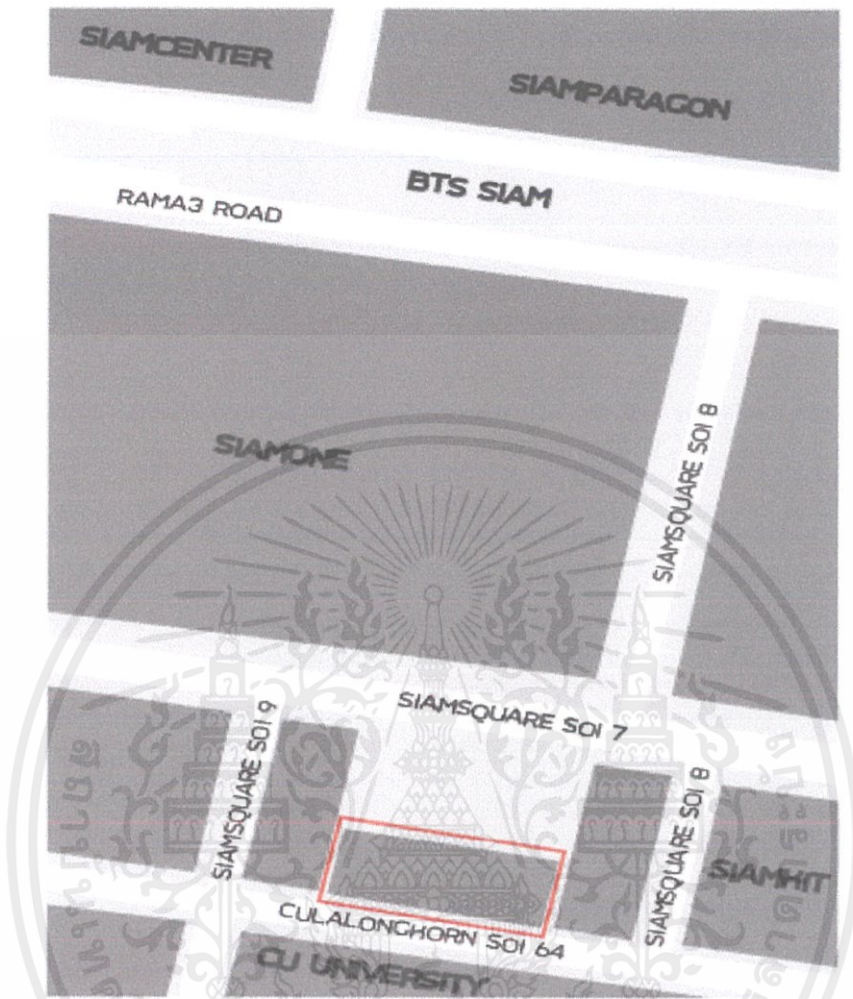 SIAMCENTER
SIAMPARAGON
BTS SIAM
RAMA3 ROAD
SIAMSQUARE SOI 8
SIAMONE
SIAMSQUARE SOI 7
SIAMSQUARE SOI 9
SIAMSQUARE SOI 8
SIAMHIT
CULALONGHORN SOI 64
CU UNIVERSITY